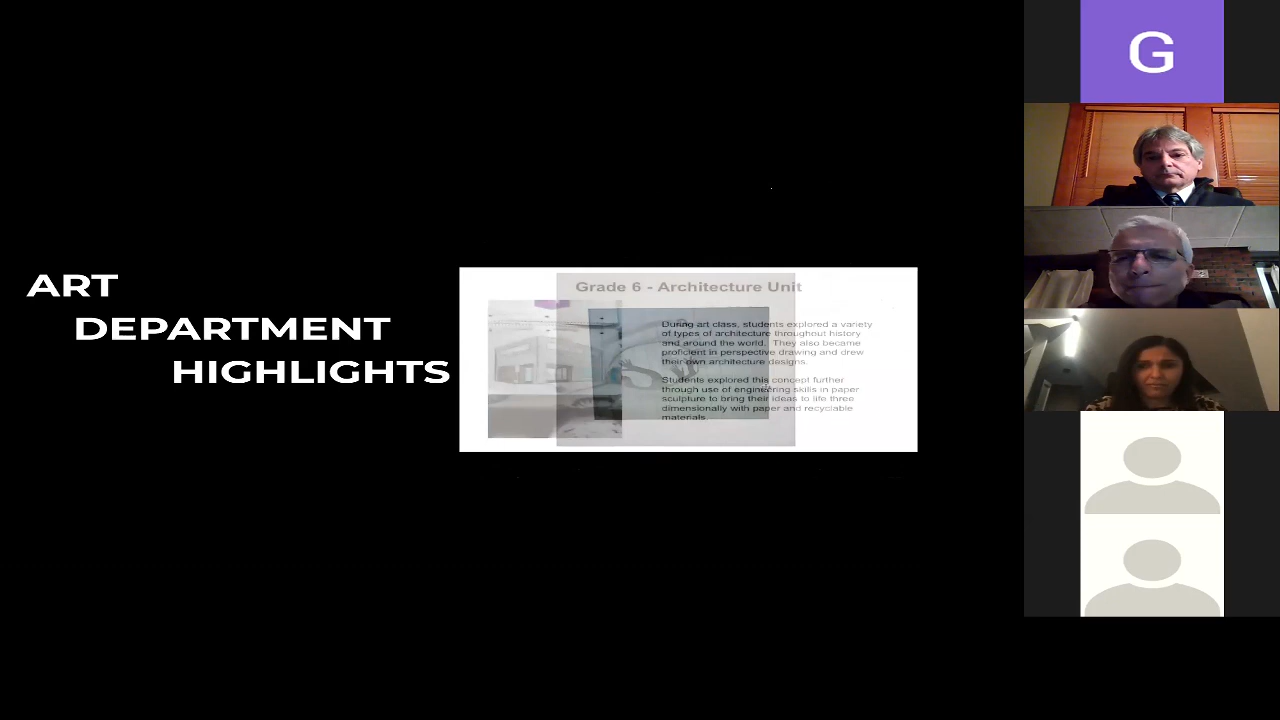 G
ART
DEPARTMENT
HIGHLIGHTS
Grade 6 - Architecture Unit
During art class, students explored a variety
of types of architecture throughout history
and around the world. They also became
proficient in perspective drawing and drew
their own architecture designs.
Students explored this concept further
through use of engineering skills in paper
sculpture to bring their ideas to life three
dimensionally with paper and recyclable
materials.